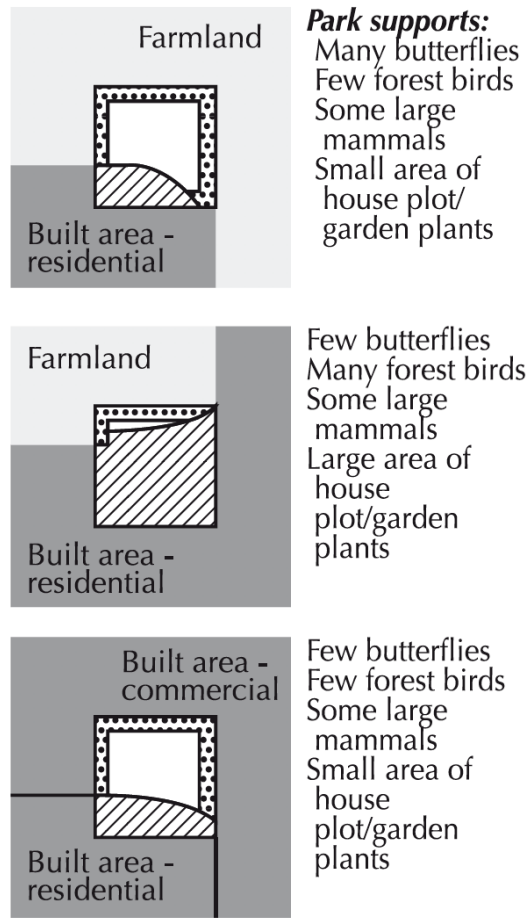 Farmland
Built area -
residential
Park supports:
Many butterflies
Few forest birds
Some large
mammals
Small area of
house plot/
garden plants
Farmland
Built area -
residential
Few butterflies
Many forest birds
Some large
mammals
Large area of
house
plot/garden
plants
Built area -
commercial
Built area -
residential
Few butterflies
Few forest birds
Some large
mammals
Small area of
house
plot/garden
plants